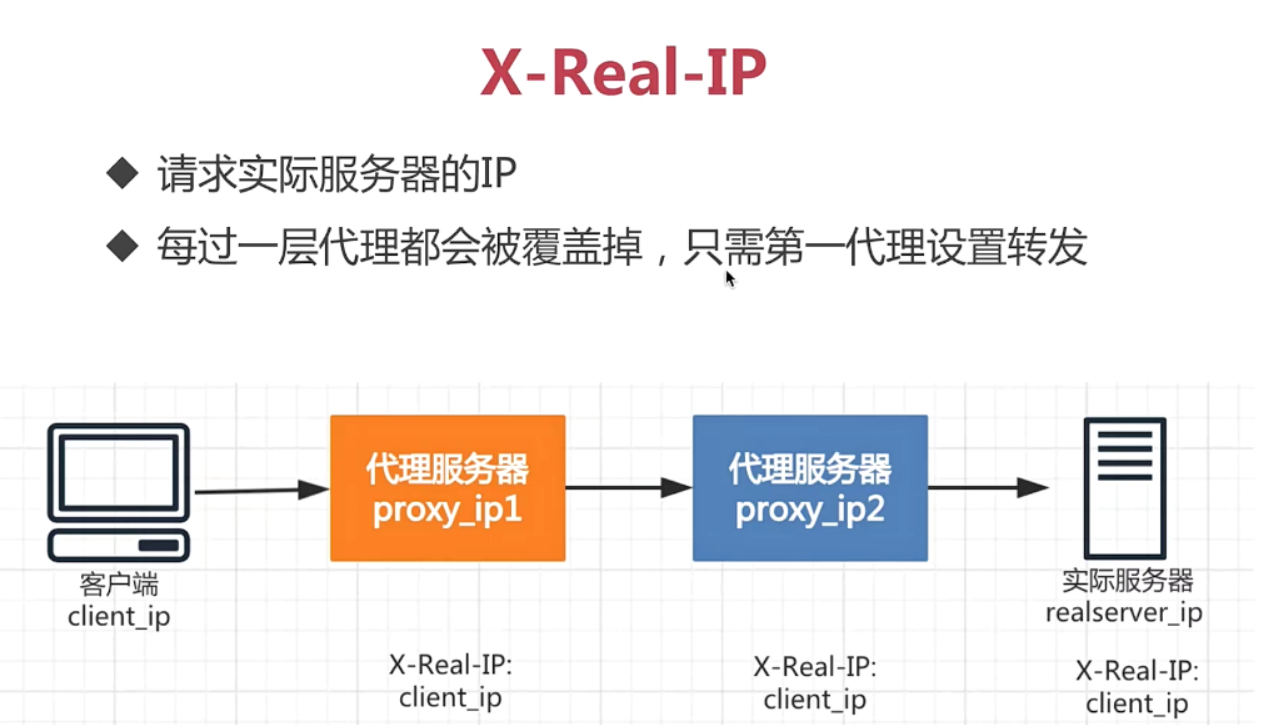 X-Real-IP
请求实际服务器的IP
每过一层代理都会被覆盖掉，只需第一代理设置转发
代理服务器
proxy_ip1
代理服务器
proxy_ip2
客户端
client_ip
实际服务器
realserver_ip
X-Real-IP:
client_ip
X-Real-IP:
client_ip
X-Real-IP:
client_ip